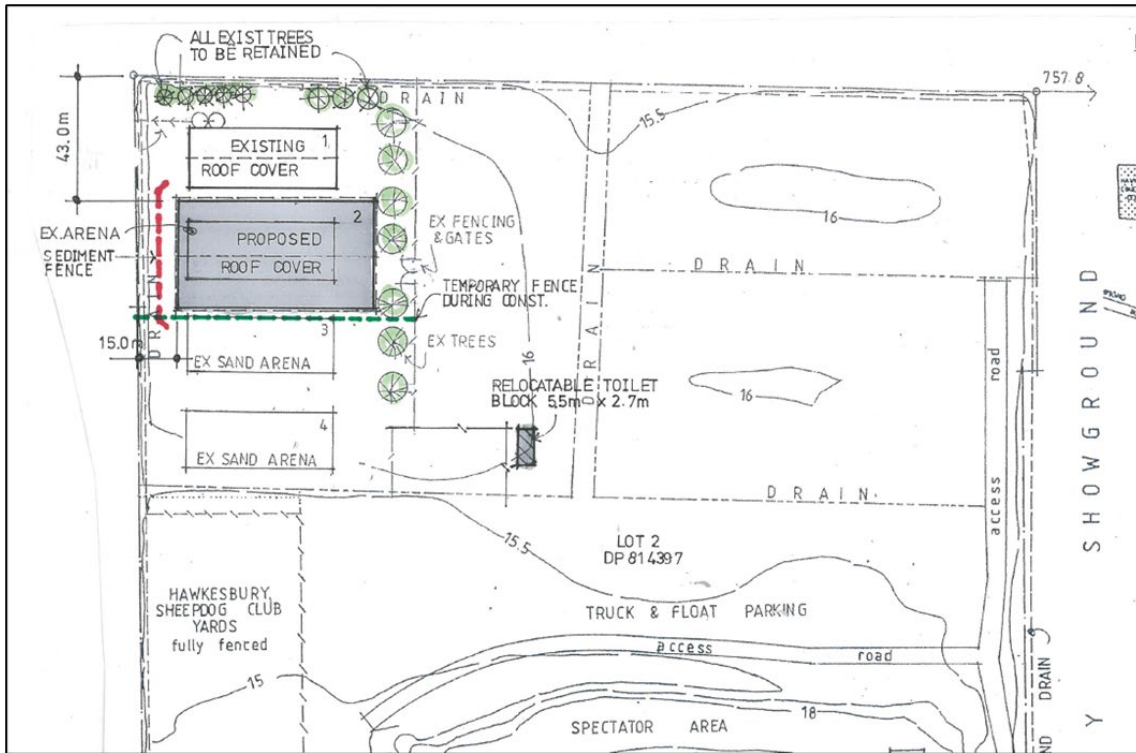 ALL EXIST TREES
TO BE RETAINED
DRAIN
757.8
43.0m
15.5
EXISTING 1
ROOF COVER
16
2
EX. ARENA
PROPOSED
ROOF COVER
SEDIMENT
FENCE
EX FENCING
& GATES
DRAIN
DRAIN
TEMPORARY FENCE
DURING CONST.
DRAIN
3
15.0m
EX SAND ARENA
EX TREES
16
16
road
RELOCATABLE TOILET
BLOCK 5.5m x 2.7m
4
EX SAND ARENA
DRAIN
access
SHOWGROUND
15.5
LOT 2
DP 814397
HAWKESBURY
SHEEPDOG CLUB
YARDS
fully fenced
TRUCK & FLOAT PARKING
access road
15
18
SPECTATOR AREA
ND DRAIN
Y